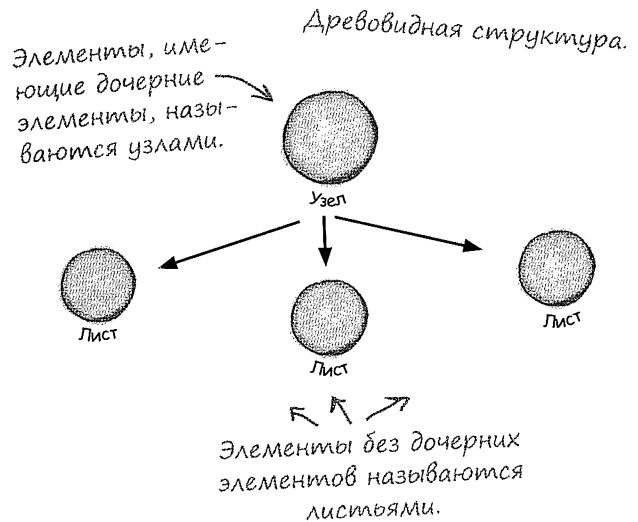 Древовидная структура.
Элементы, име-
ющие дочерние
элементы, назы-
ваются узлами.
Узел
Лист
Лист
Лист
Элементы без дочерних
элементов называются
листьями.